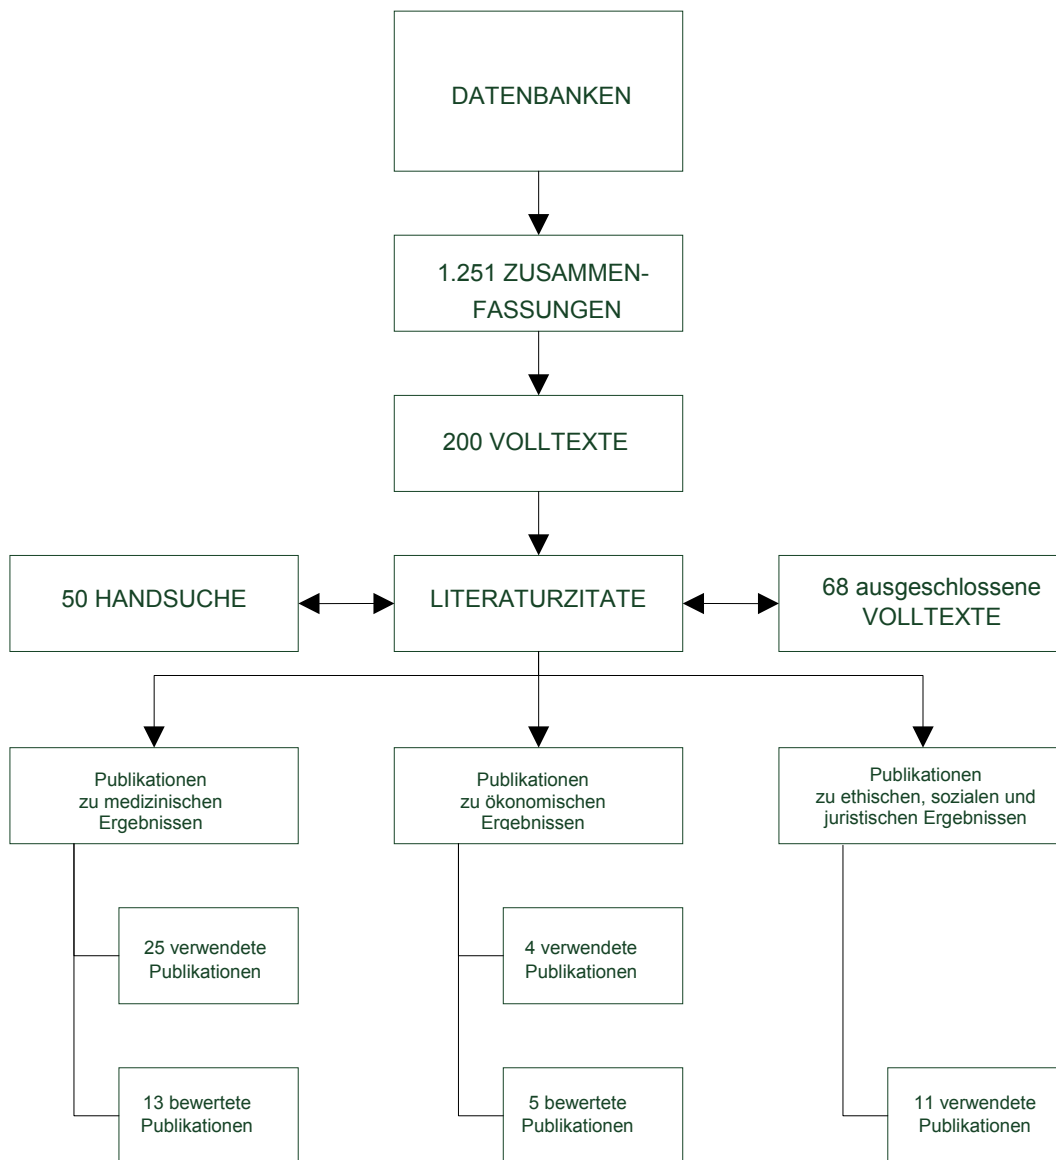 DATENBANKEN
1.251 ZUSAMMEN-
FASSUNGEN
200 VOLLTEXTE
50 HANDSUCHE
LITERATURZITATE
68 ausgeschlossene
VOLLTEXTE
Publikationen
zu medizinischen
Ergebnissen
Publikationen
zu ökonomischen
Ergebnissen
Publikationen
zu ethischen, sozialen und
juristischen Ergebnissen
25 verwendete
Publikationen
4 verwendete
Publikationen
13 bewertete
Publikationen
5 bewertete
Publikationen
11 verwendete
Publikationen